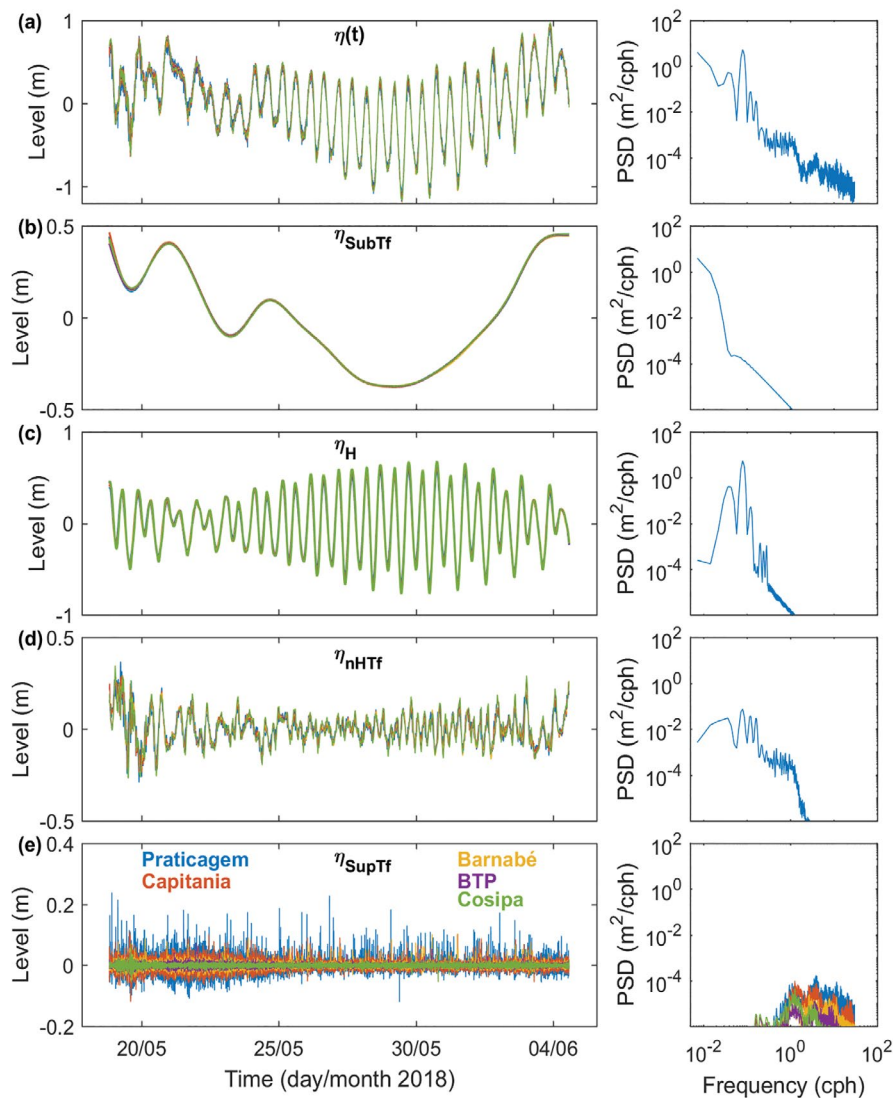 (a)
η(t)
Level (m)
1
0
-1
PSD (m²/cph)
10²
10⁰
10⁻²
10⁻⁴
(b)
η SubTf
Level (m)
0.5
0
-0.5
PSD (m²/cph)
10²
10⁰
10⁻²
10⁻⁴
(c)
η H
Level (m)
1
0
-1
PSD (m²/cph)
10²
10⁰
10⁻²
10⁻⁴
(d)
η nHTf
Level (m)
0.5
0
-0.5
PSD (m²/cph)
10²
10⁰
10⁻²
10⁻⁴
(e)
η SupTf
Praticagem
Capitania
Barnabé
BTP
Cosipa
Level (m)
0.4
0.2
0
-0.2
20/05 25/05 30/05 04/06
Time (day/month 2018)
PSD (m²/cph)
10²
10⁰
10⁻²
10⁻⁴
10⁻² 10⁰ 10²
Frequency (cph)